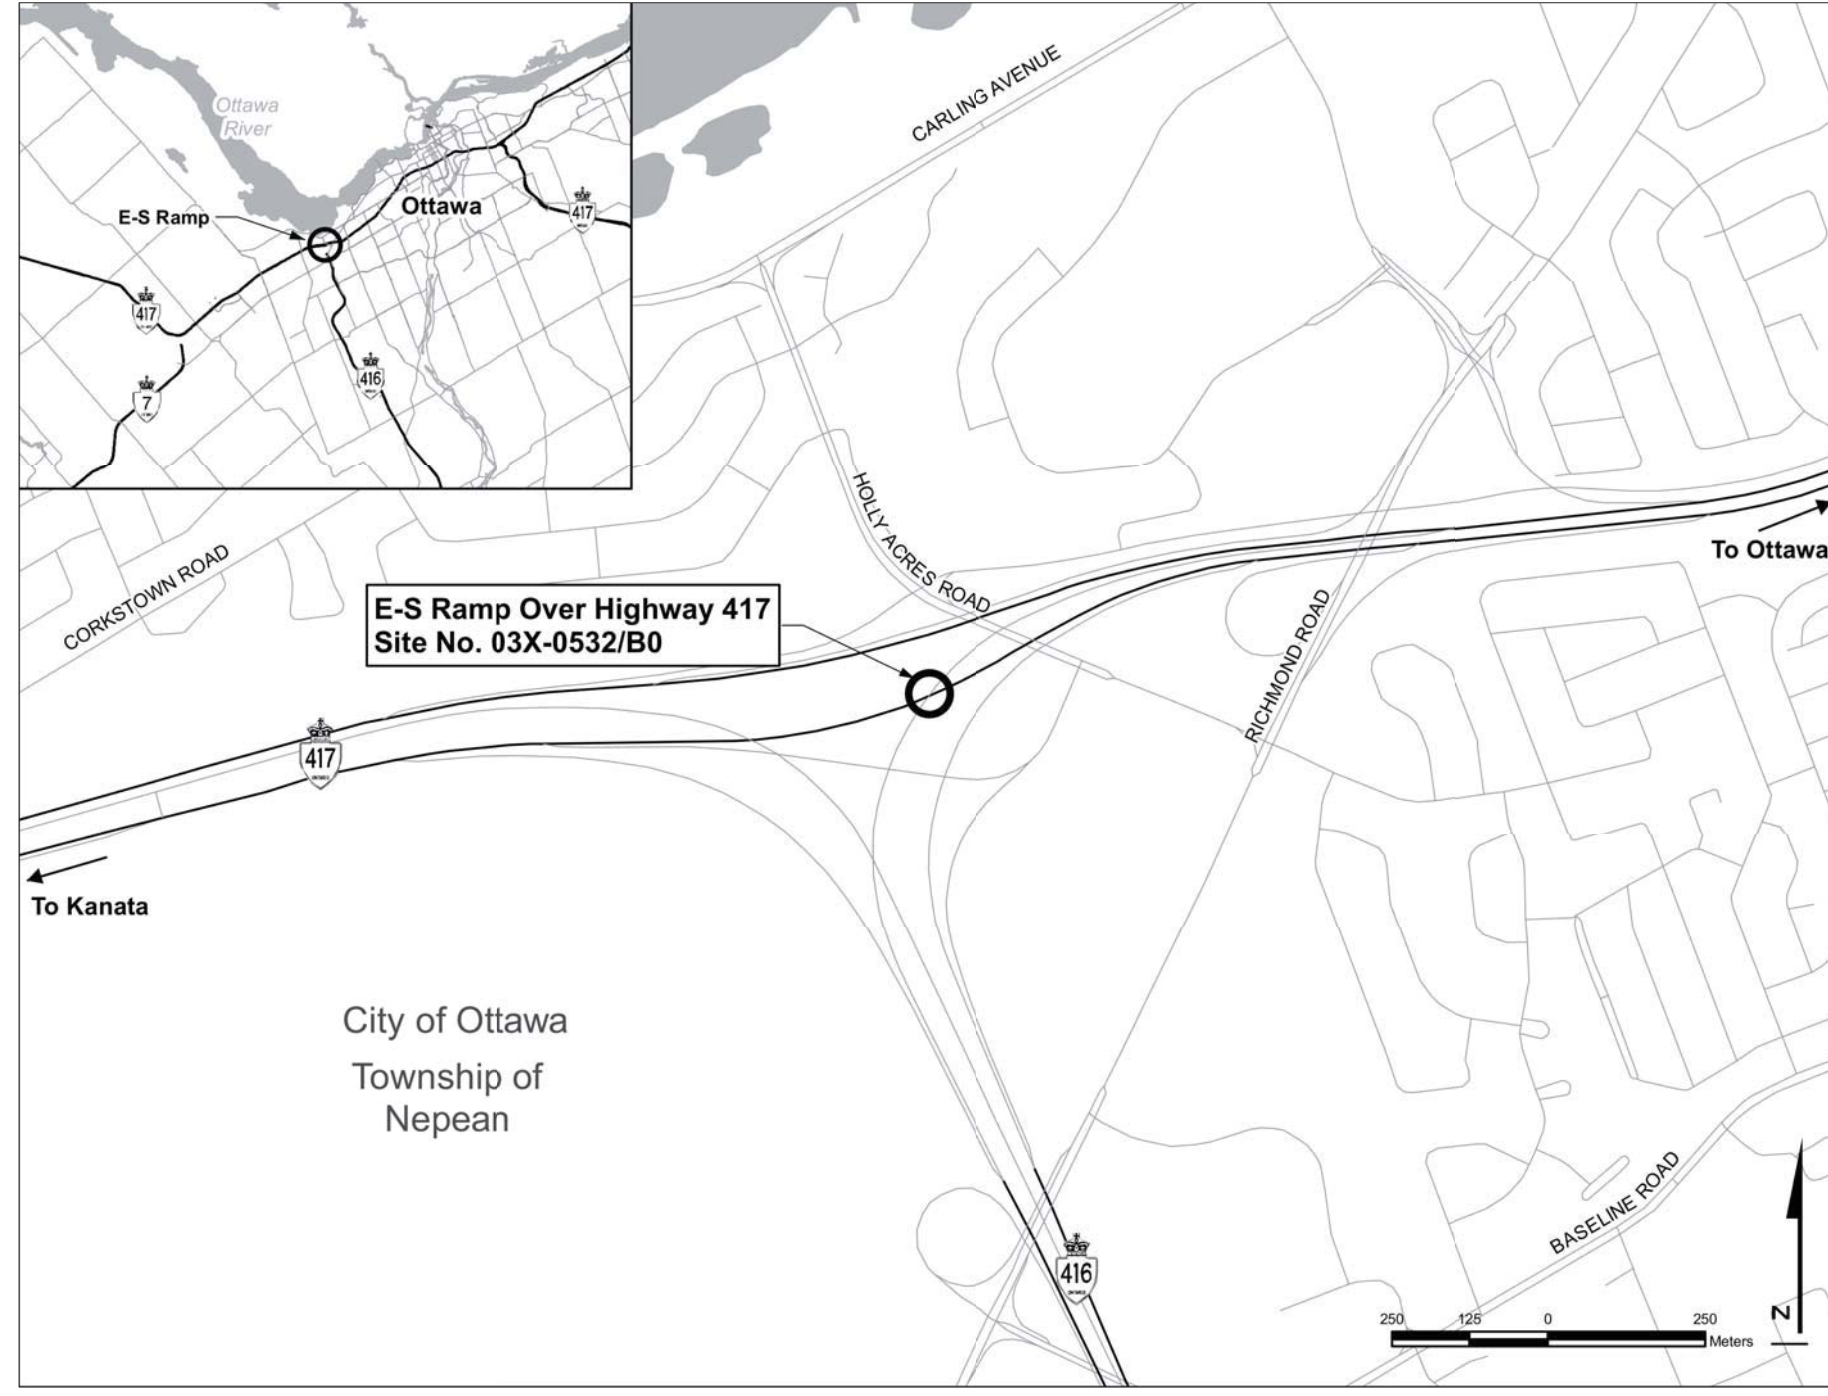 Ottawa
River
E-S Ramp
Ottawa
417
417
416
7
CARLING AVENUE
HOLLY ACRES ROAD
CORKSTOWN ROAD
To Ottawa
E-S Ramp Over Highway 417
Site No. 03X-0532/B0
RICHMOND ROAD
417
To Kanata
City of Ottawa
Township of
Nepean
BASELINE ROAD
416
250 125 0 250
Meters
N